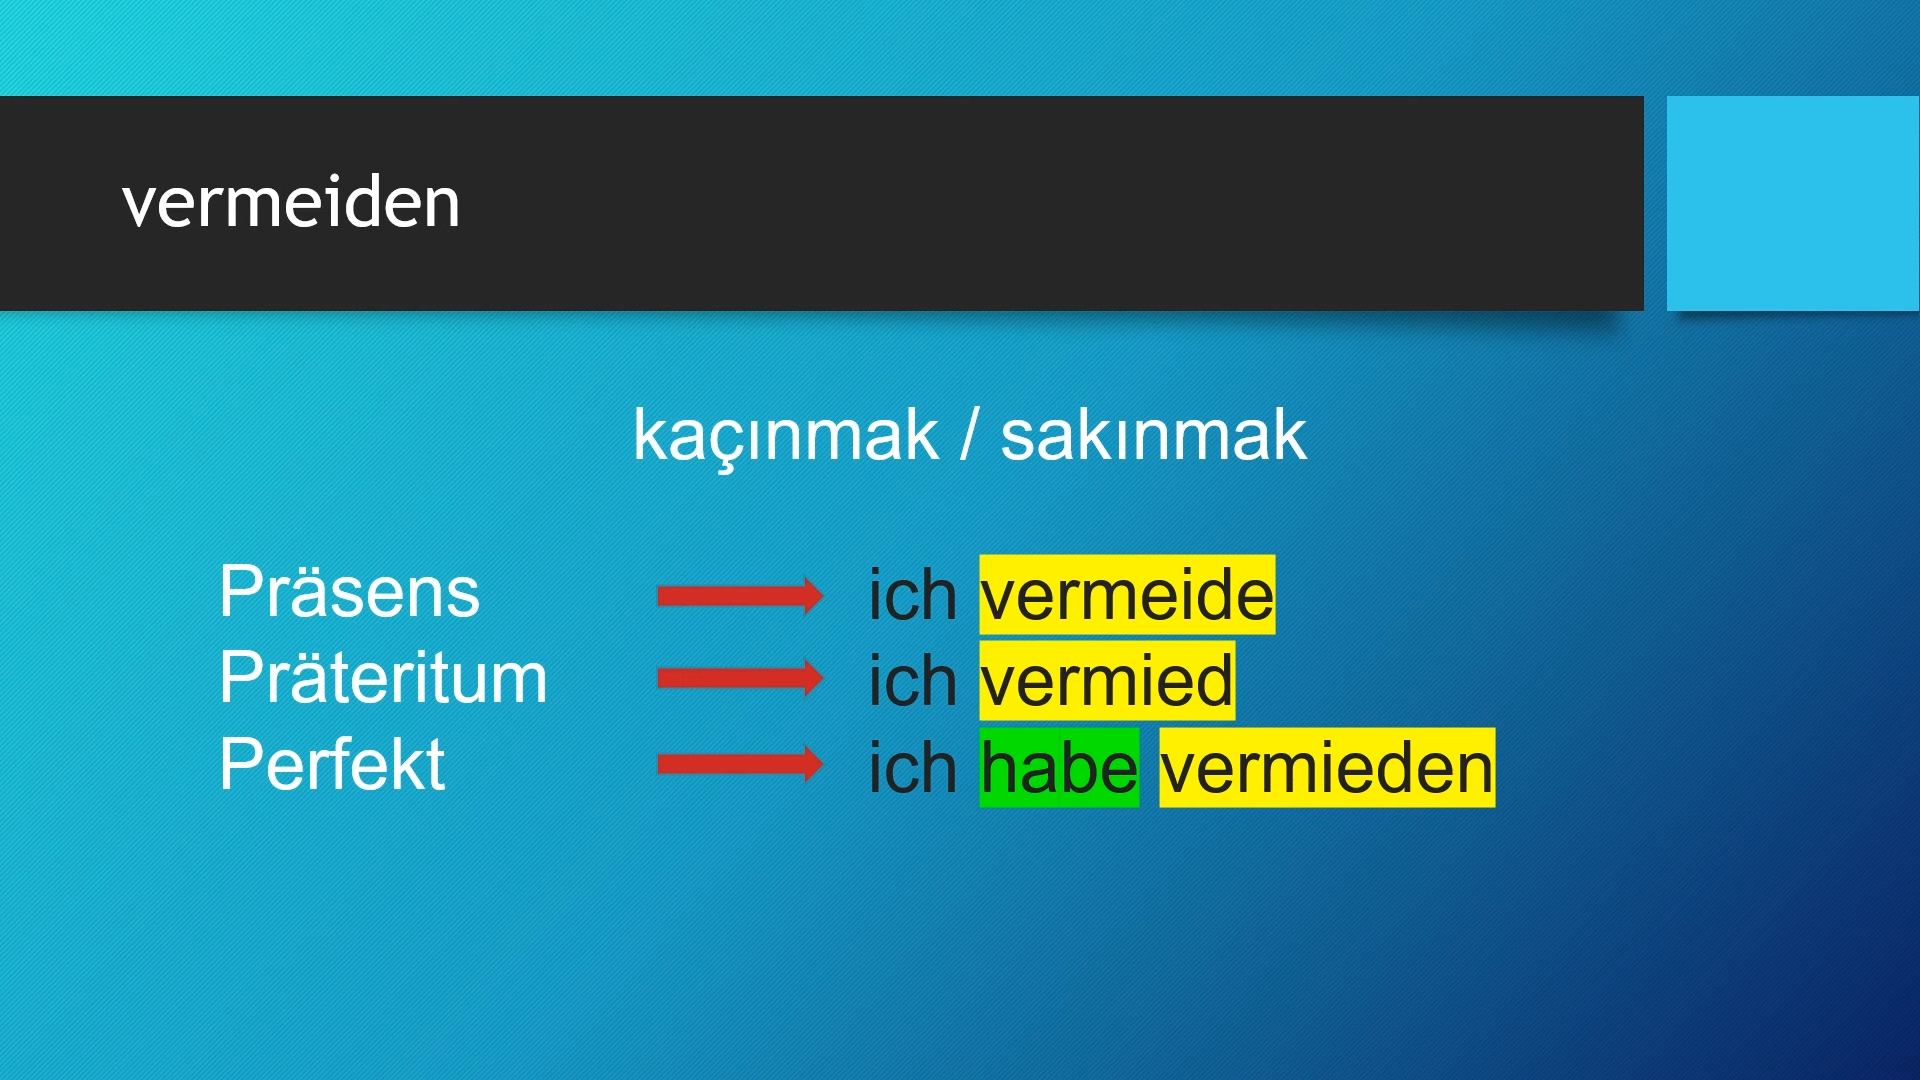 vermeiden
kaçınmak / sakınmak
Präsens ich vermeide
Präteritum ich vermied
Perfekt ich habe vermieden